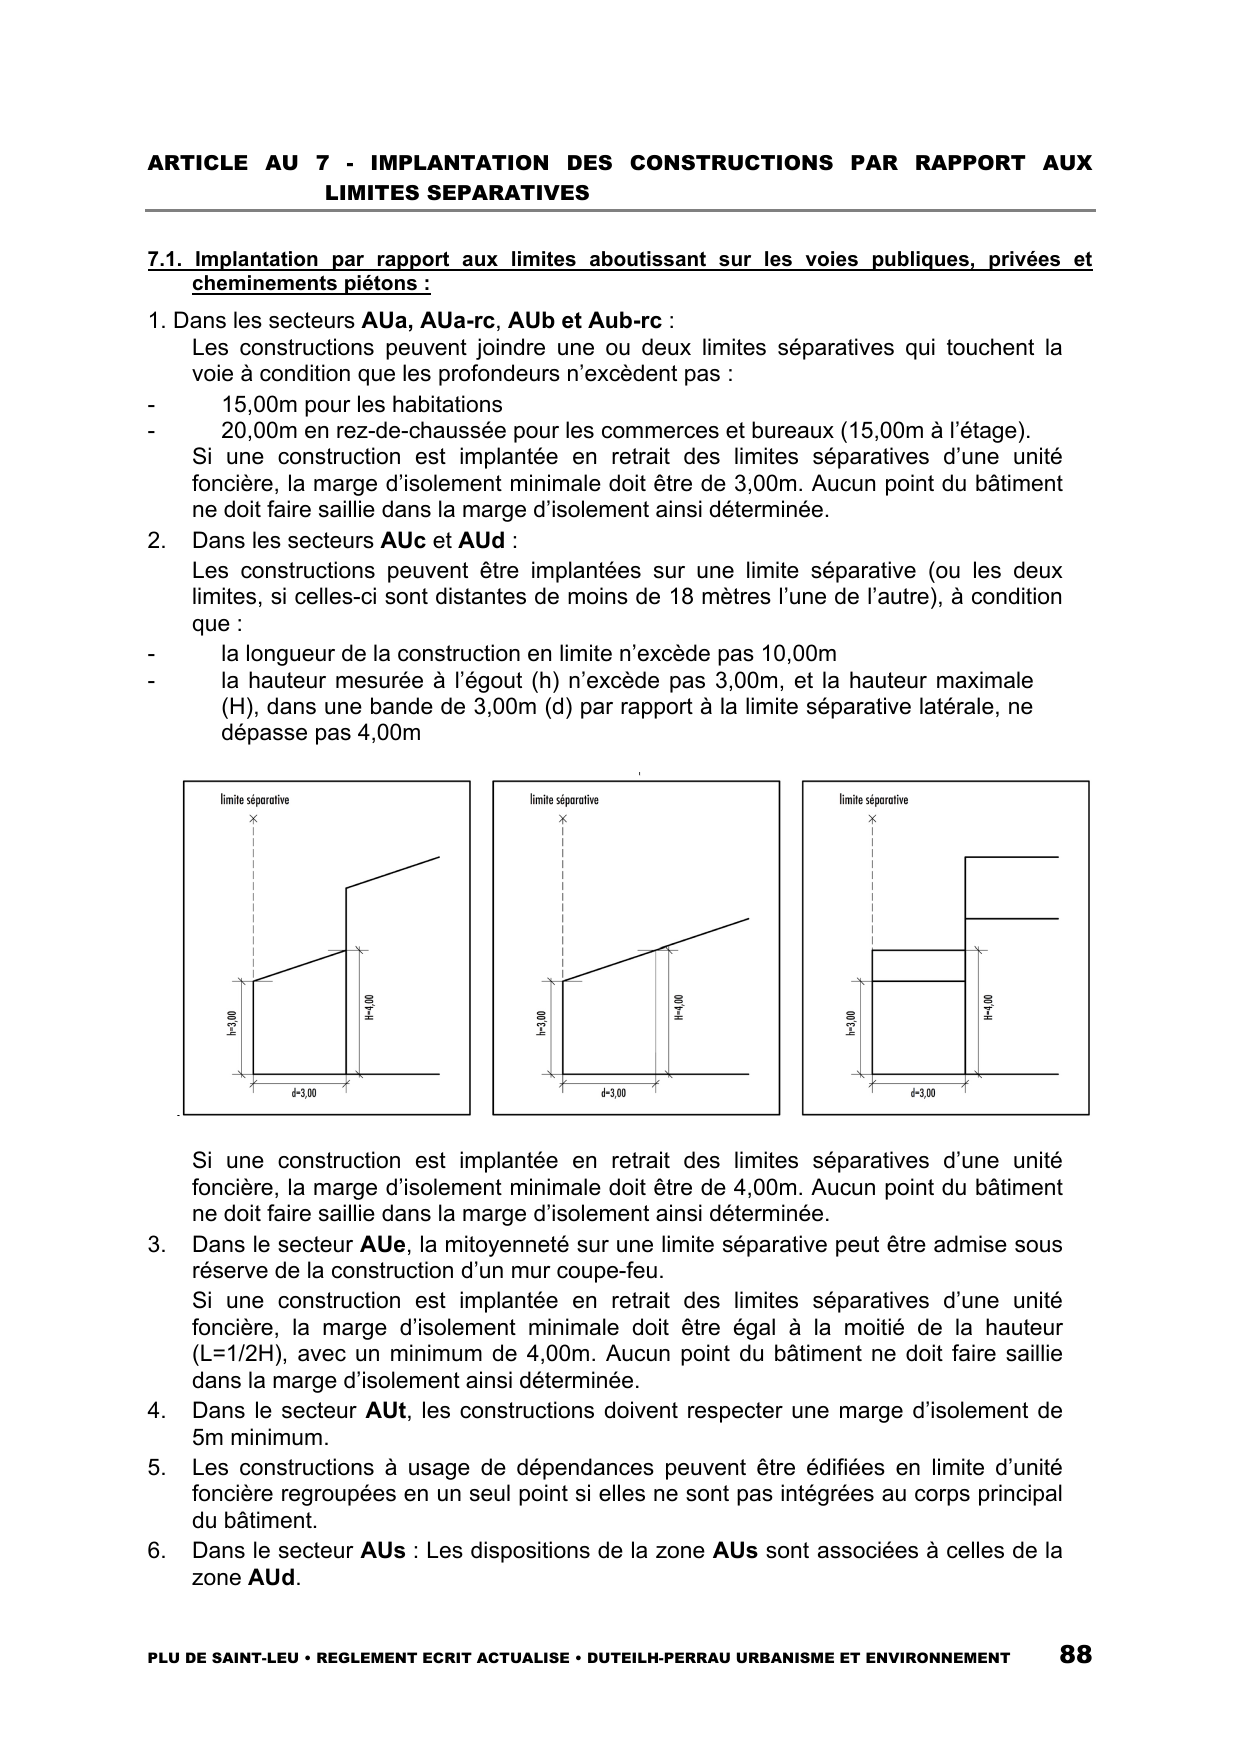 ARTICLE AU 7 - IMPLANTATION DES CONSTRUCTIONS PAR RAPPORT AUX
LIMITES SEPARATIVES
7.1. Implantation par rapport aux limites aboutissant sur les voies publiques, privées et
cheminements piétons :
1. Dans les secteurs AUa, AUa-rc, AUb et Aub-rc :
Les constructions peuvent joindre une ou deux limites séparatives qui touchent la
voie à condition que les profondeurs n’excèdent pas :
- 15,00m pour les habitations
- 20,00m en rez-de-chaussée pour les commerces et bureaux (15,00m à l’étage).
Si une construction est implantée en retrait des limites séparatives d’une unité
foncière, la marge d’isolement minimale doit être de 3,00m. Aucun point du bâtiment
ne doit faire saillie dans la marge d’isolement ainsi déterminée.
2. Dans les secteurs AUc et AUd :
Les constructions peuvent être implantées sur une limite séparative (ou les deux
limites, si celles-ci sont distantes de moins de 18 mètres l’une de l’autre), à condition
que :
- la longueur de la construction en limite n’excède pas 10,00m
- la hauteur mesurée à l’égout (h) n’excède pas 3,00m, et la hauteur maximale
(H), dans une bande de 3,00m (d) par rapport à la limite séparative latérale, ne
dépasse pas 4,00m
limite séparative
h=3,00
H=4,00
d=3,00
limite séparative
h=3,00
H=4,00
d=3,00
limite séparative
h=3,00
H=4,00
d=3,00
Si une construction est implantée en retrait des limites séparatives d’une unité
foncière, la marge d’isolement minimale doit être de 4,00m. Aucun point du bâtiment
ne doit faire saillie dans la marge d’isolement ainsi déterminée.
3. Dans le secteur AUe, la mitoyenneté sur une limite séparative peut être admise sous
réserve de la construction d’un mur coupe-feu.
Si une construction est implantée en retrait des limites séparatives d’une unité
foncière, la marge d’isolement minimale doit être égal à la moitié de la hauteur
(L=1/2H), avec un minimum de 4,00m. Aucun point du bâtiment ne doit faire saillie
dans la marge d’isolement ainsi déterminée.
4. Dans le secteur AUt, les constructions doivent respecter une marge d’isolement de
5m minimum.
5. Les constructions à usage de dépendances peuvent être édifiées en limite d’unité
foncière regroupées en un seul point si elles ne sont pas intégrées au corps principal
du bâtiment.
6. Dans le secteur AUs : Les dispositions de la zone AUs sont associées à celles de la
zone AUd.
PLU DE SAINT-LEU • REGLEMENT ECRIT ACTUALISE • DUTEILH-PERRAU URBANISME ET ENVIRONNEMENT 88